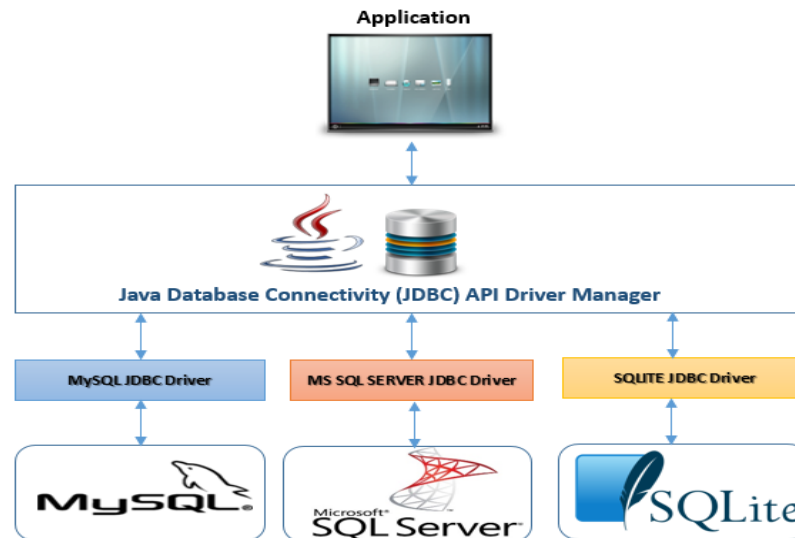 Application
Java Database Connectivity (JDBC) API Driver Manager
MySQL JDBC Driver
MS SQL SERVER JDBC Driver
SQLITE JDBC Driver
MySQL®
Microsoft®
SQL Server®
SQLite